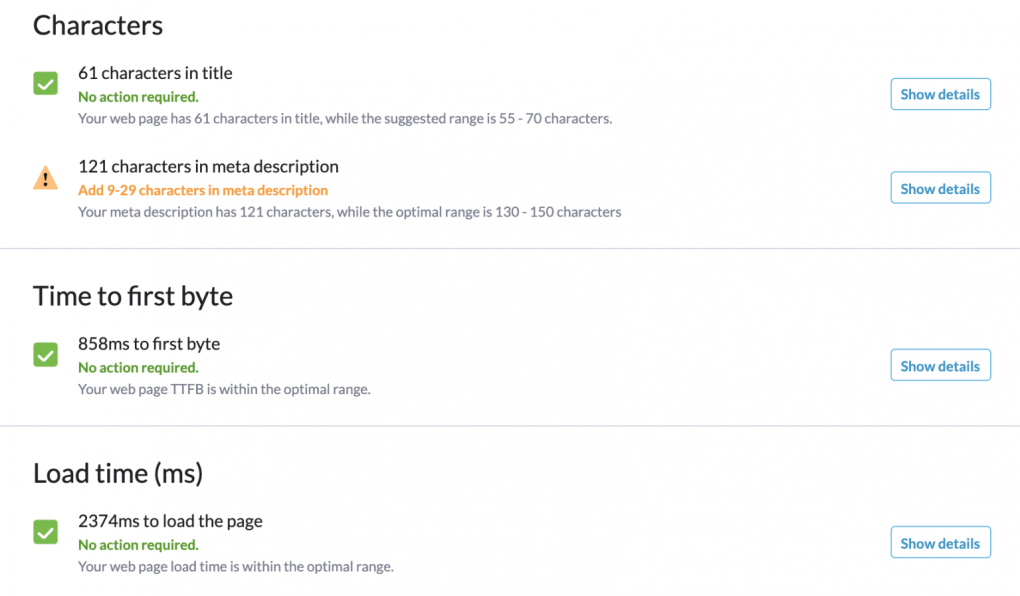 Characters
61 characters in title
No action required.
Show details
Your web page has 61 characters in title, while the suggested range is 55 - 70 characters.
121 characters in meta description
Add 9-29 characters in meta description
Show details
Your meta description has 121 characters, while the optimal range is 130 - 150 characters
Time to first byte
858ms to first byte
No action required.
Show details
Your web page TTFB is within the optimal range.
Load time (ms)
2374ms to load the page
No action required.
Show details
Your web page load time is within the optimal range.